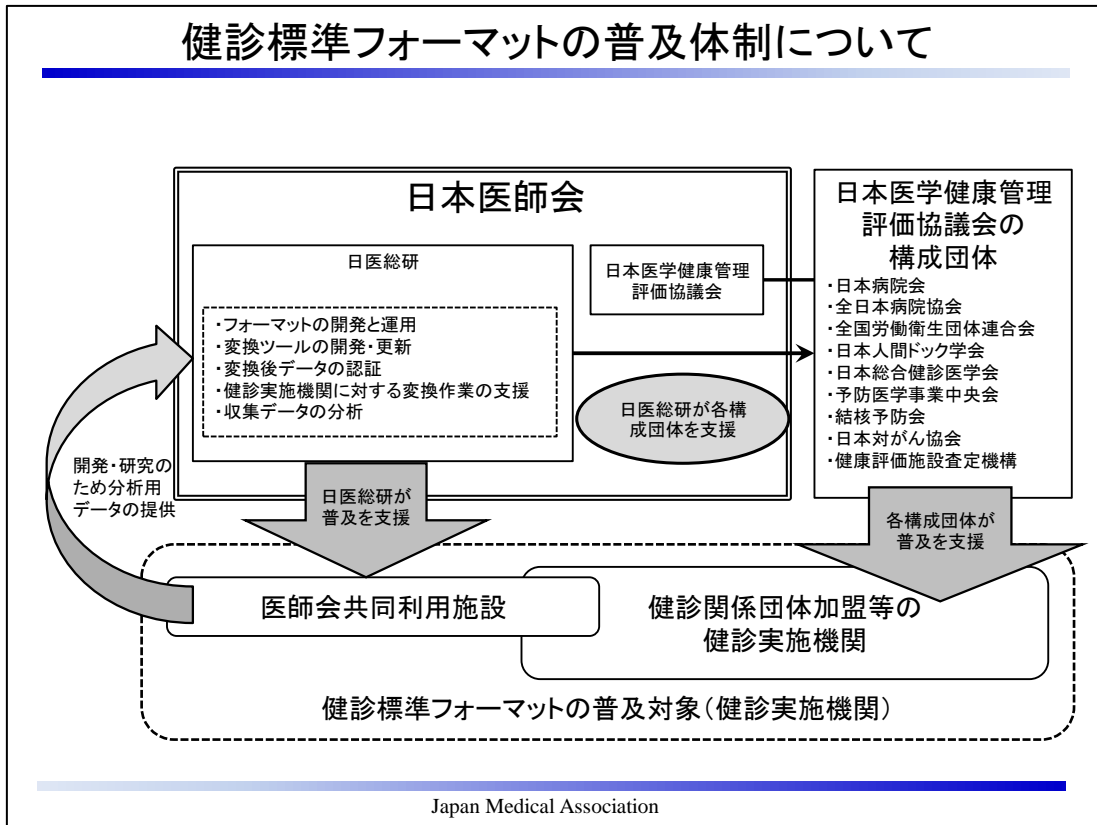 健診標準フォーマットの普及体制について
日本医師会
日医総研
・フォーマットの開発と運用
・変換ツールの開発・更新
・変換後データの認証
・健診実施機関に対する変換作業の支援
・収集データの分析
日本医学健康管理
評価協議会
日本医学健康管理
評価協議会の
構成団体
・日本病院会
・全日本病院協会
・全国労働衛生団体連合会
・日本人間ドック学会
・日本総合健診医学会
・予防医学事業中央会
・結核予防会
・日本対がん協会
・健康評価施設査定機構
日医総研が各構
成団体を支援
開発・研究の
ため分析用
データの提供
日医総研が
普及を支援
各構成団体が
普及を支援
医師会共同利用施設
健診関係団体加盟等の
健診実施機関
健診標準フォーマットの普及対象（健診実施機関）
Japan Medical Association